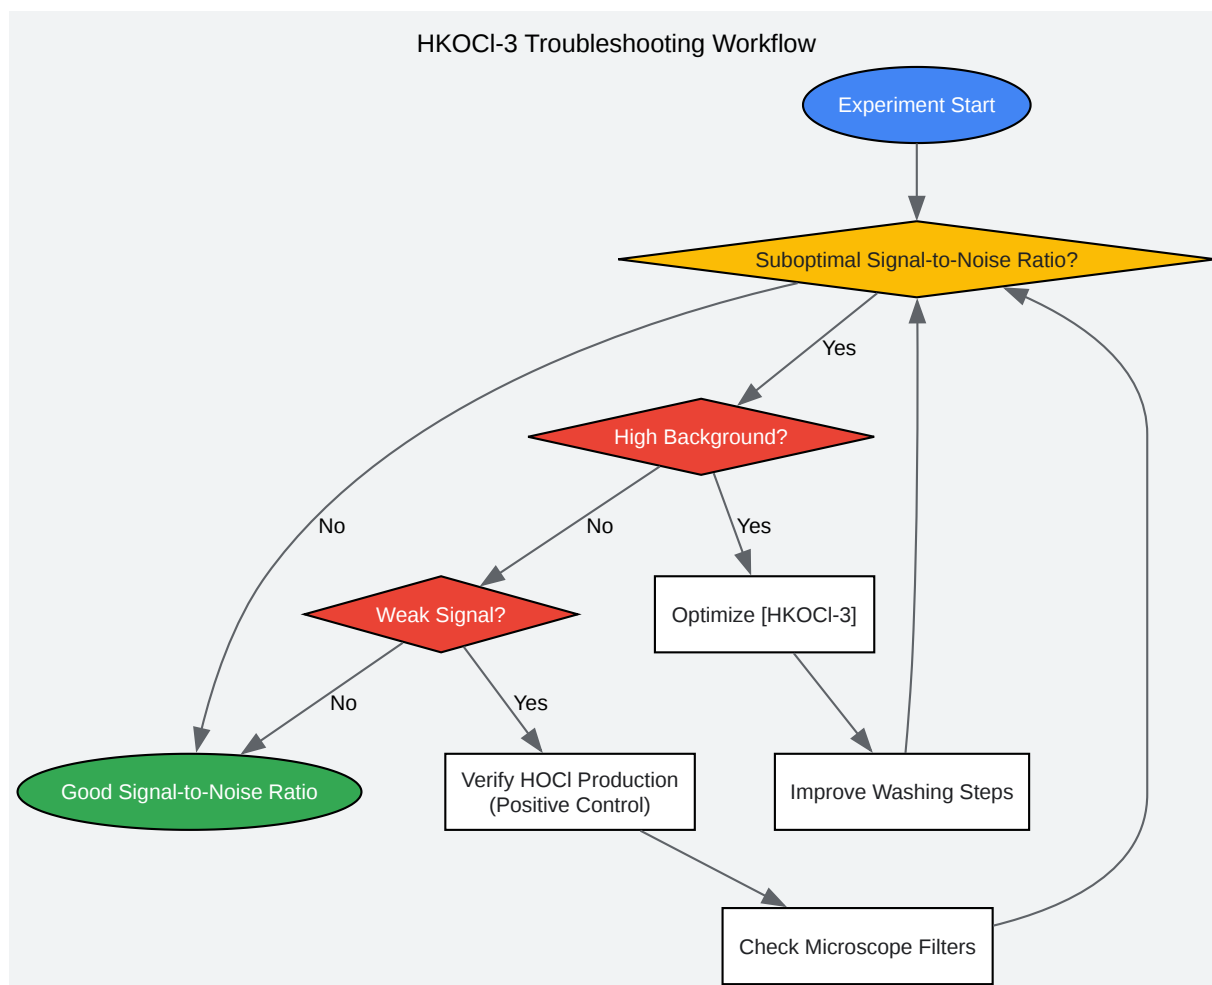 HKOCl-3 Troubleshooting Workflow
Experiment Start
Suboptimal Signal-to-Noise Ratio?
Yes
High Background?
No
No
Yes
Weak Signal?
Optimize [HKOCl-3]
No
Yes
Good Signal-to-Noise Ratio
Verify HOCl Production
(Positive Control)
Improve Washing Steps
Check Microscope Filters